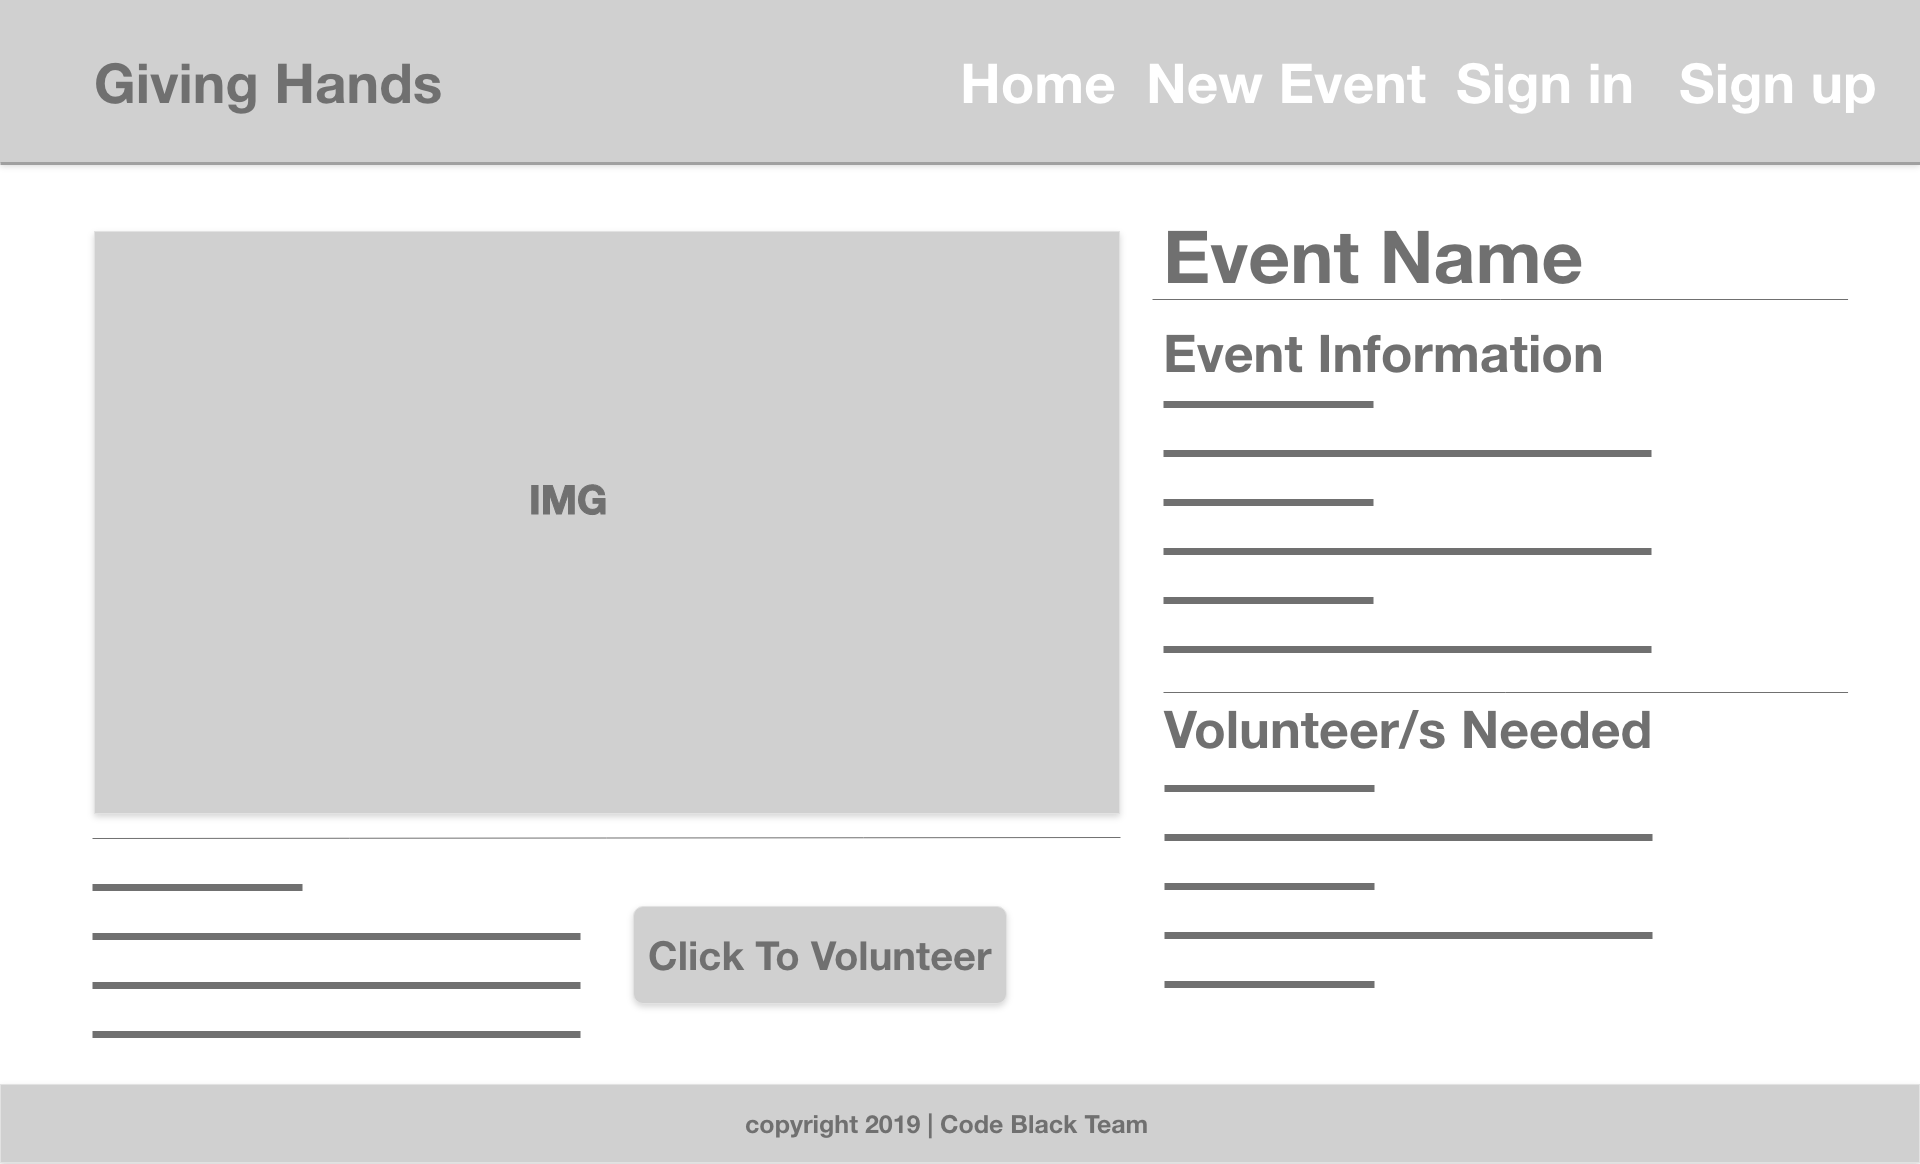 Giving Hands Home New Event Sign in Sign up
IMG
Event Name
Event Information
Volunteer/s Needed
Click To Volunteer
copyright 2019 | Code Black Team